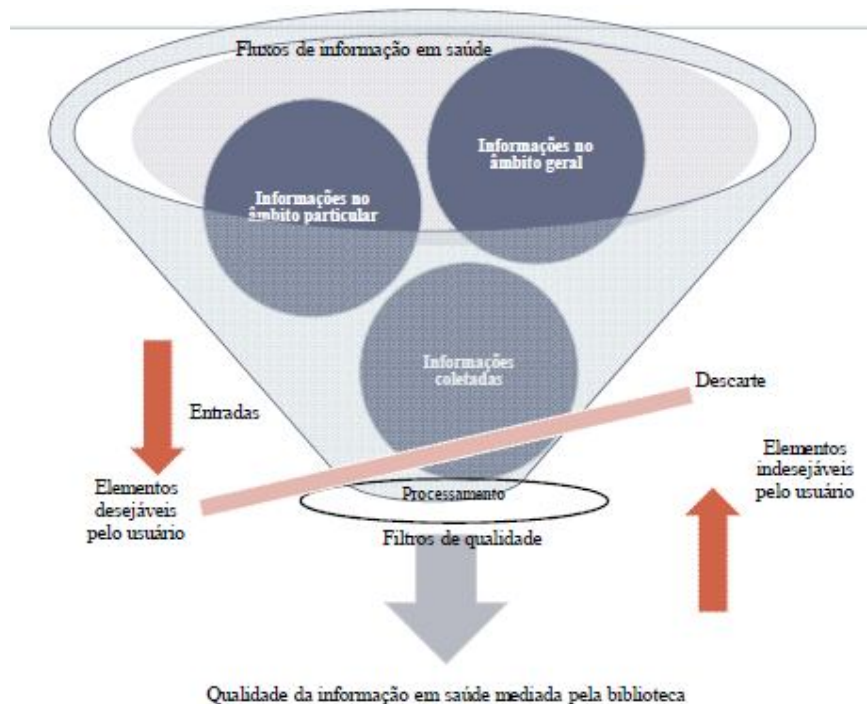 Fluxos de informação em saúde
Informações no
âmbito geral
Informações no
âmbito particular
Informações
coletadas
Descarte
Entradas
Elementos
indesejáveis
pelo usuário
Elementos
desejáveis
pelo usuário
Processamento
Filtros de qualidade
Qualidade da informação em saúde mediada pela biblioteca